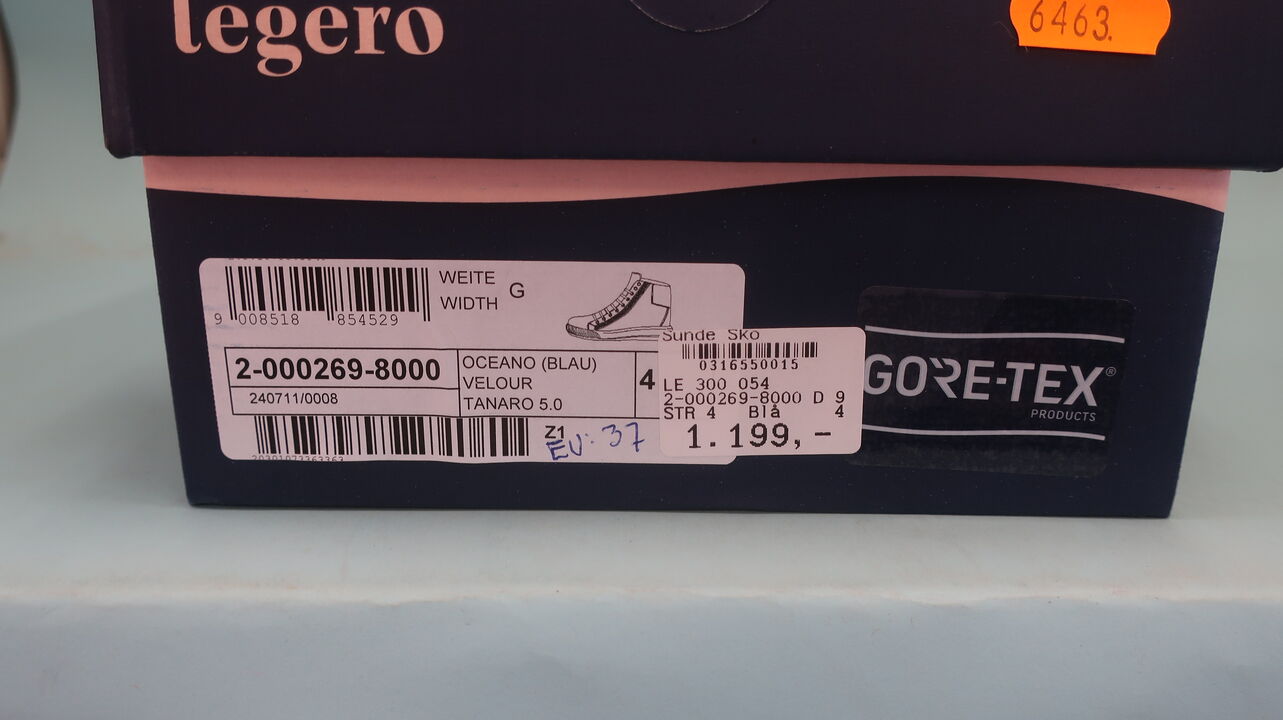 legero
6463.
WEITE
WIDTH G
9 008518 854529
2-000269-8000
240711/0008
OCEANO (BLAU)
VELOUR
TANARO 5.0
4
Z1
EU: 37
Sunde Sko
0316550015
LE 300 054
2-000269-8000 D 9
STR 4 Blå 4
1.199,-
GORE-TEX®
PRODUCTS